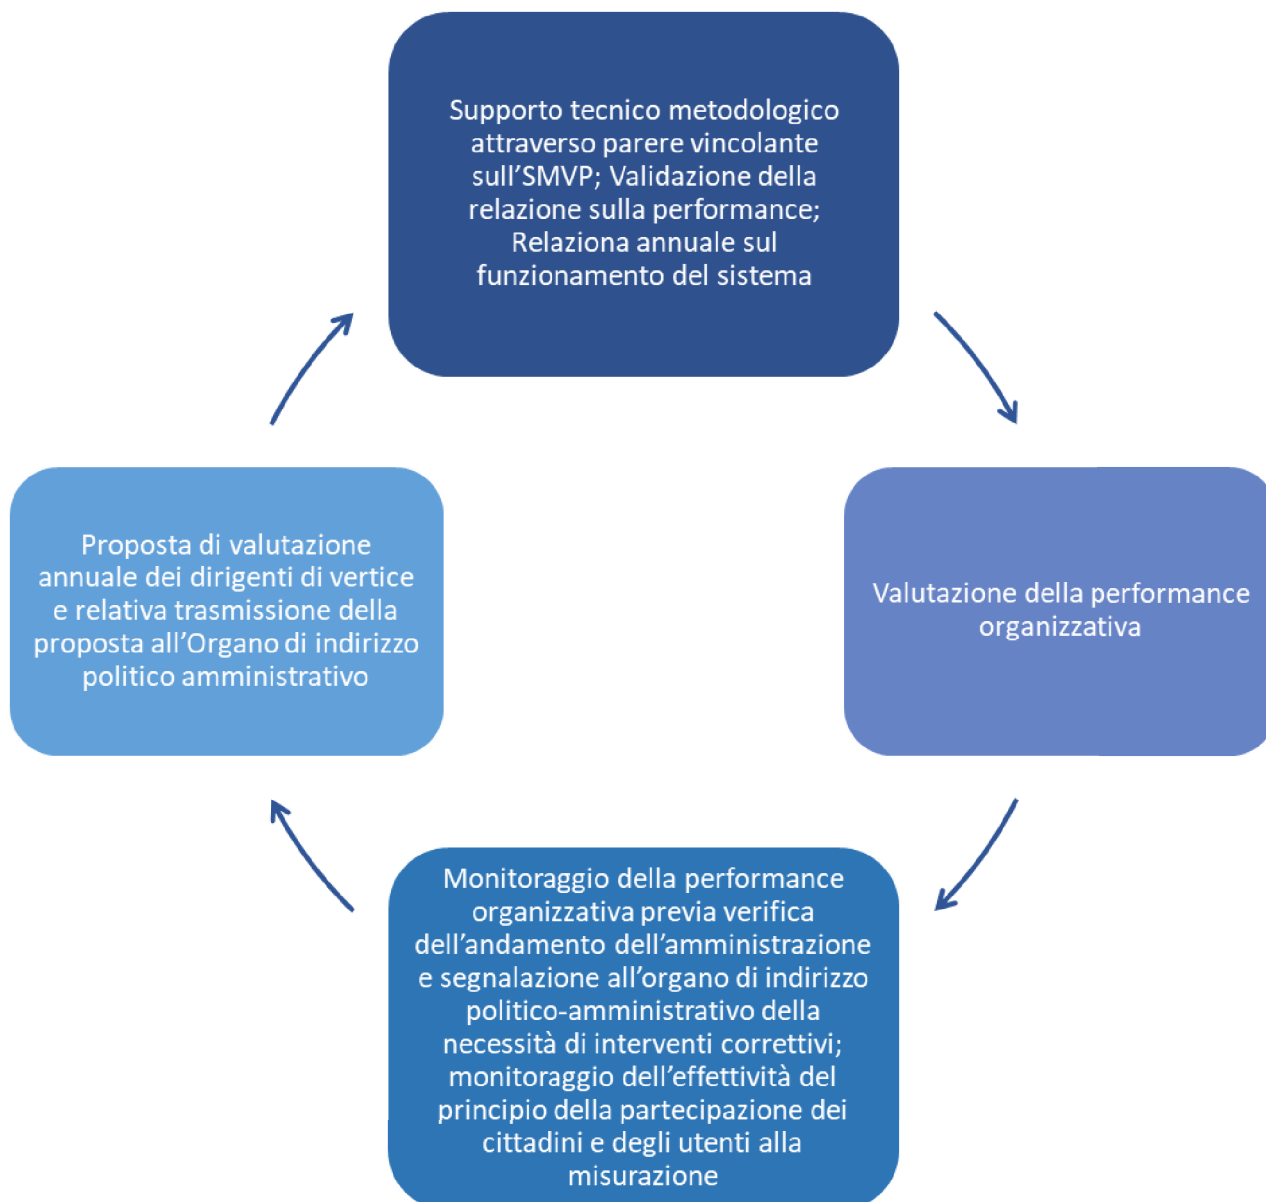 Supporto tecnico metodologico
attraverso parere vincolante
sull’SMVP; Validazione della
relazione sulla performance;
Relaziona annuale sul
funzionamento del sistema
Proposta di valutazione
annuale dei dirigenti di vertice
e relativa trasmissione della
proposta all’Organo di indirizzo
politico amministrativo
Valutazione della performance
organizzativa
Monitoraggio della performance
organizzativa previa verifica
dell’andamento dell’amministrazione
e segnalazione all’organo di indirizzo
politico-amministrativo della
necessità di interventi correttivi;
monitoraggio dell’effettività del
principio della partecipazione dei
cittadini e degli utenti alla
misurazione